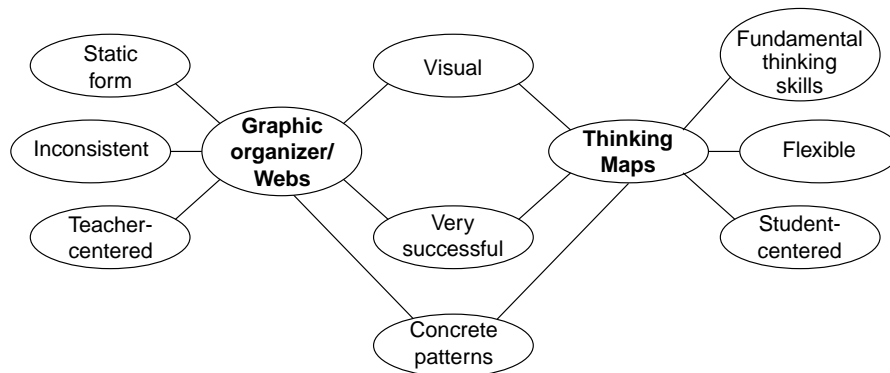 Static
form
Inconsistent
Teacher-
centered
Graphic
organizer/
Webs
Visual
Very
successful
Concrete
patterns
Thinking
Maps
Fundamental
thinking
skills
Flexible
Student-
centered